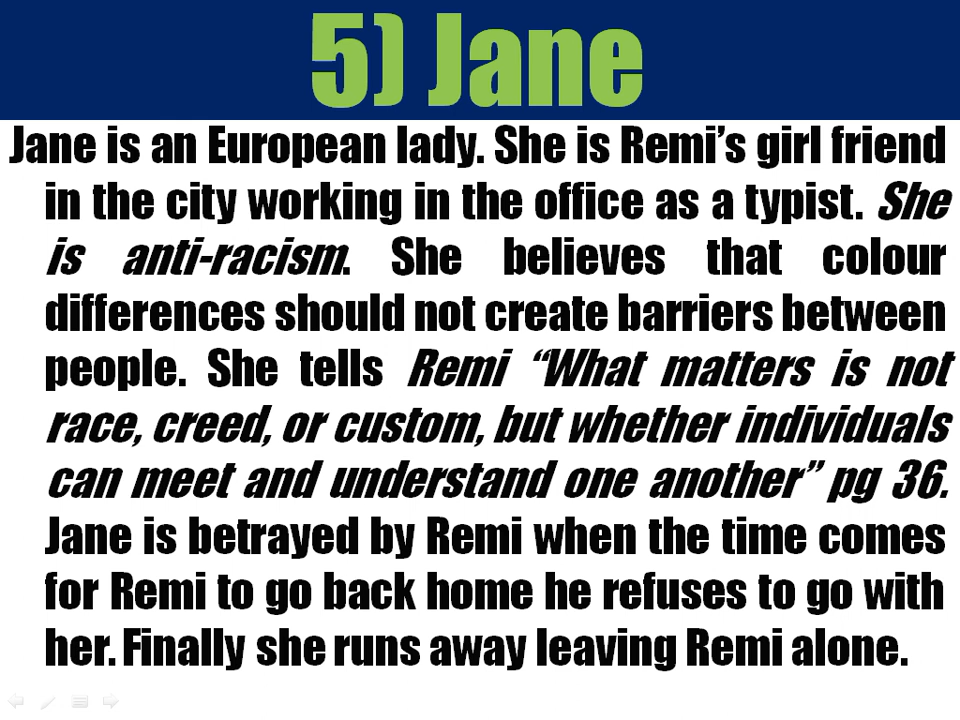 5) Jane
Jane is an European lady. She is Remi’s girl friend
in the city working in the office as a typist. She
is anti-racism. She believes that colour
differences should not create barriers between
people. She tells Remi “What matters is not
race, creed, or custom, but whether individuals
can meet and understand one another” pg 36.
Jane is betrayed by Remi when the time comes
for Remi to go back home he refuses to go with
her. Finally she runs away leaving Remi alone.